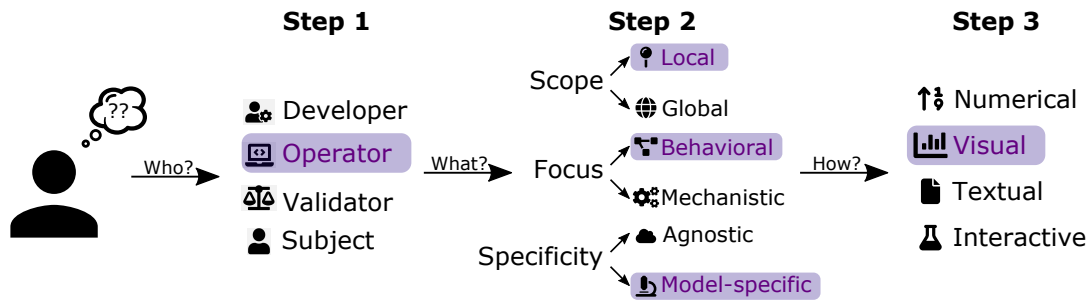 Step 1
Step 2
Step 3
??
Who?
Developer
Operator
Validator
Subject
What?
Scope
Local
Global
Focus
Behavioral
Mechanistic
Specificity
Agnostic
Model-specific
How?
Numerical
Visual
Textual
Interactive